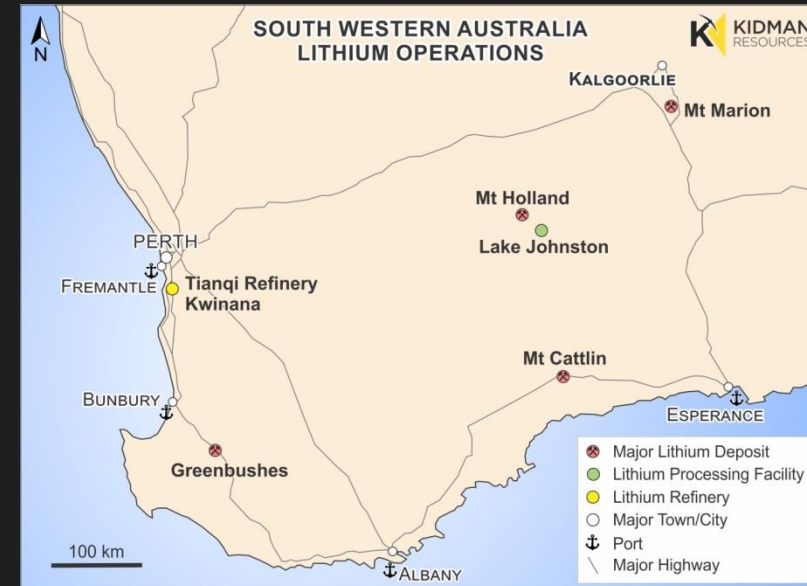 SOUTH WESTERN AUSTRALIA
LITHIUM OPERATIONS
KIDMAN
RESOURCES
N
KALGOORLIE
Mt Marion
Mt Holland
Lake Johnston
PERTH
FREMANTLE
Tianqi Refinery
Kwinana
Mt Cattlin
BUNBURY
ESPERANCE
Greenbushes
ALBANY
100 km
Major Lithium Deposit
Lithium Processing Facility
Lithium Refinery
Major Town/City
Port
Major Highway